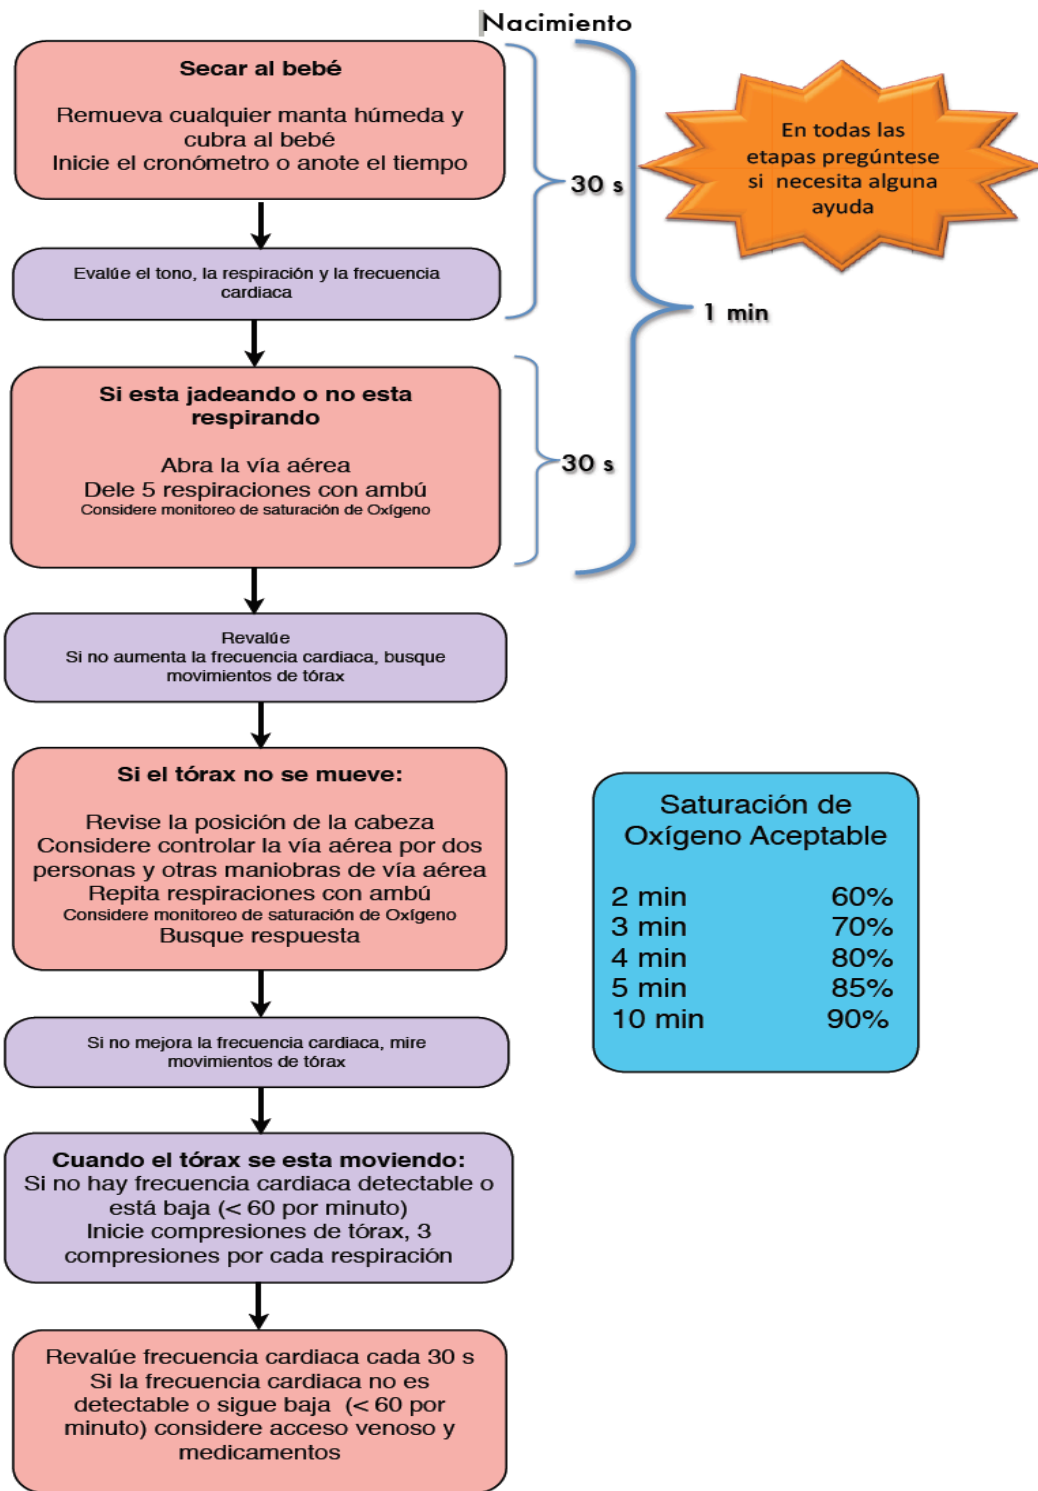 Nacimiento
Secar al bebé
Remueva cualquier manta húmeda y
cubra al bebé
Inicie el cronómetro o anote el tiempo
30 s
En todas las
etapas pregúntese
si necesita alguna
ayuda
Evalúe el tono, la respiración y la frecuencia
cardiaca
1 min
Si esta jadeando o no esta
respirando
Abra la vía aérea
Dele 5 respiraciones con ambú
Considere monitoreo de saturación de Oxígeno
30 s
Revalúe
Si no aumenta la frecuencia cardiaca, busque
movimientos de tórax
Si el tórax no se mueve:
Revise la posición de la cabeza
Considere controlar la vía aérea por dos
personas y otras maniobras de vía aérea
Repita respiraciones con ambú
Considere monitoreo de saturación de Oxígeno
Busque respuesta
Saturación de
Oxígeno Aceptable
2 min 60%
3 min 70%
4 min 80%
5 min 85%
10 min 90%
Si no mejora la frecuencia cardiaca, mire
movimientos de tórax
Cuando el tórax se esta moviendo:
Si no hay frecuencia cardiaca detectable o
está baja (< 60 por minuto)
Inicie compresiones de tórax, 3
compresiones por cada respiración
Revalúe frecuencia cardiaca cada 30 s
Si la frecuencia cardiaca no es
detectable o sigue baja (< 60 por
minuto) considere acceso venoso y
medicamentos